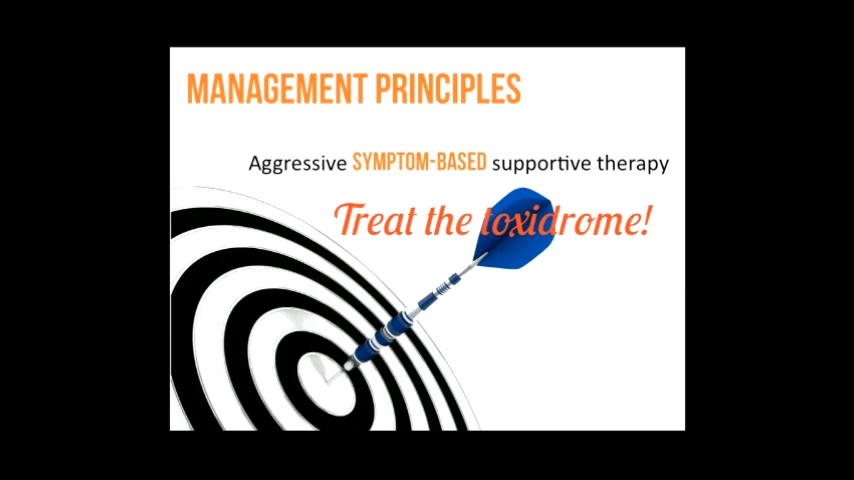 MANAGEMENT PRINCIPLES
Aggressive SYMPTOM-BASED supportive therapy
Treat the toxidrome!